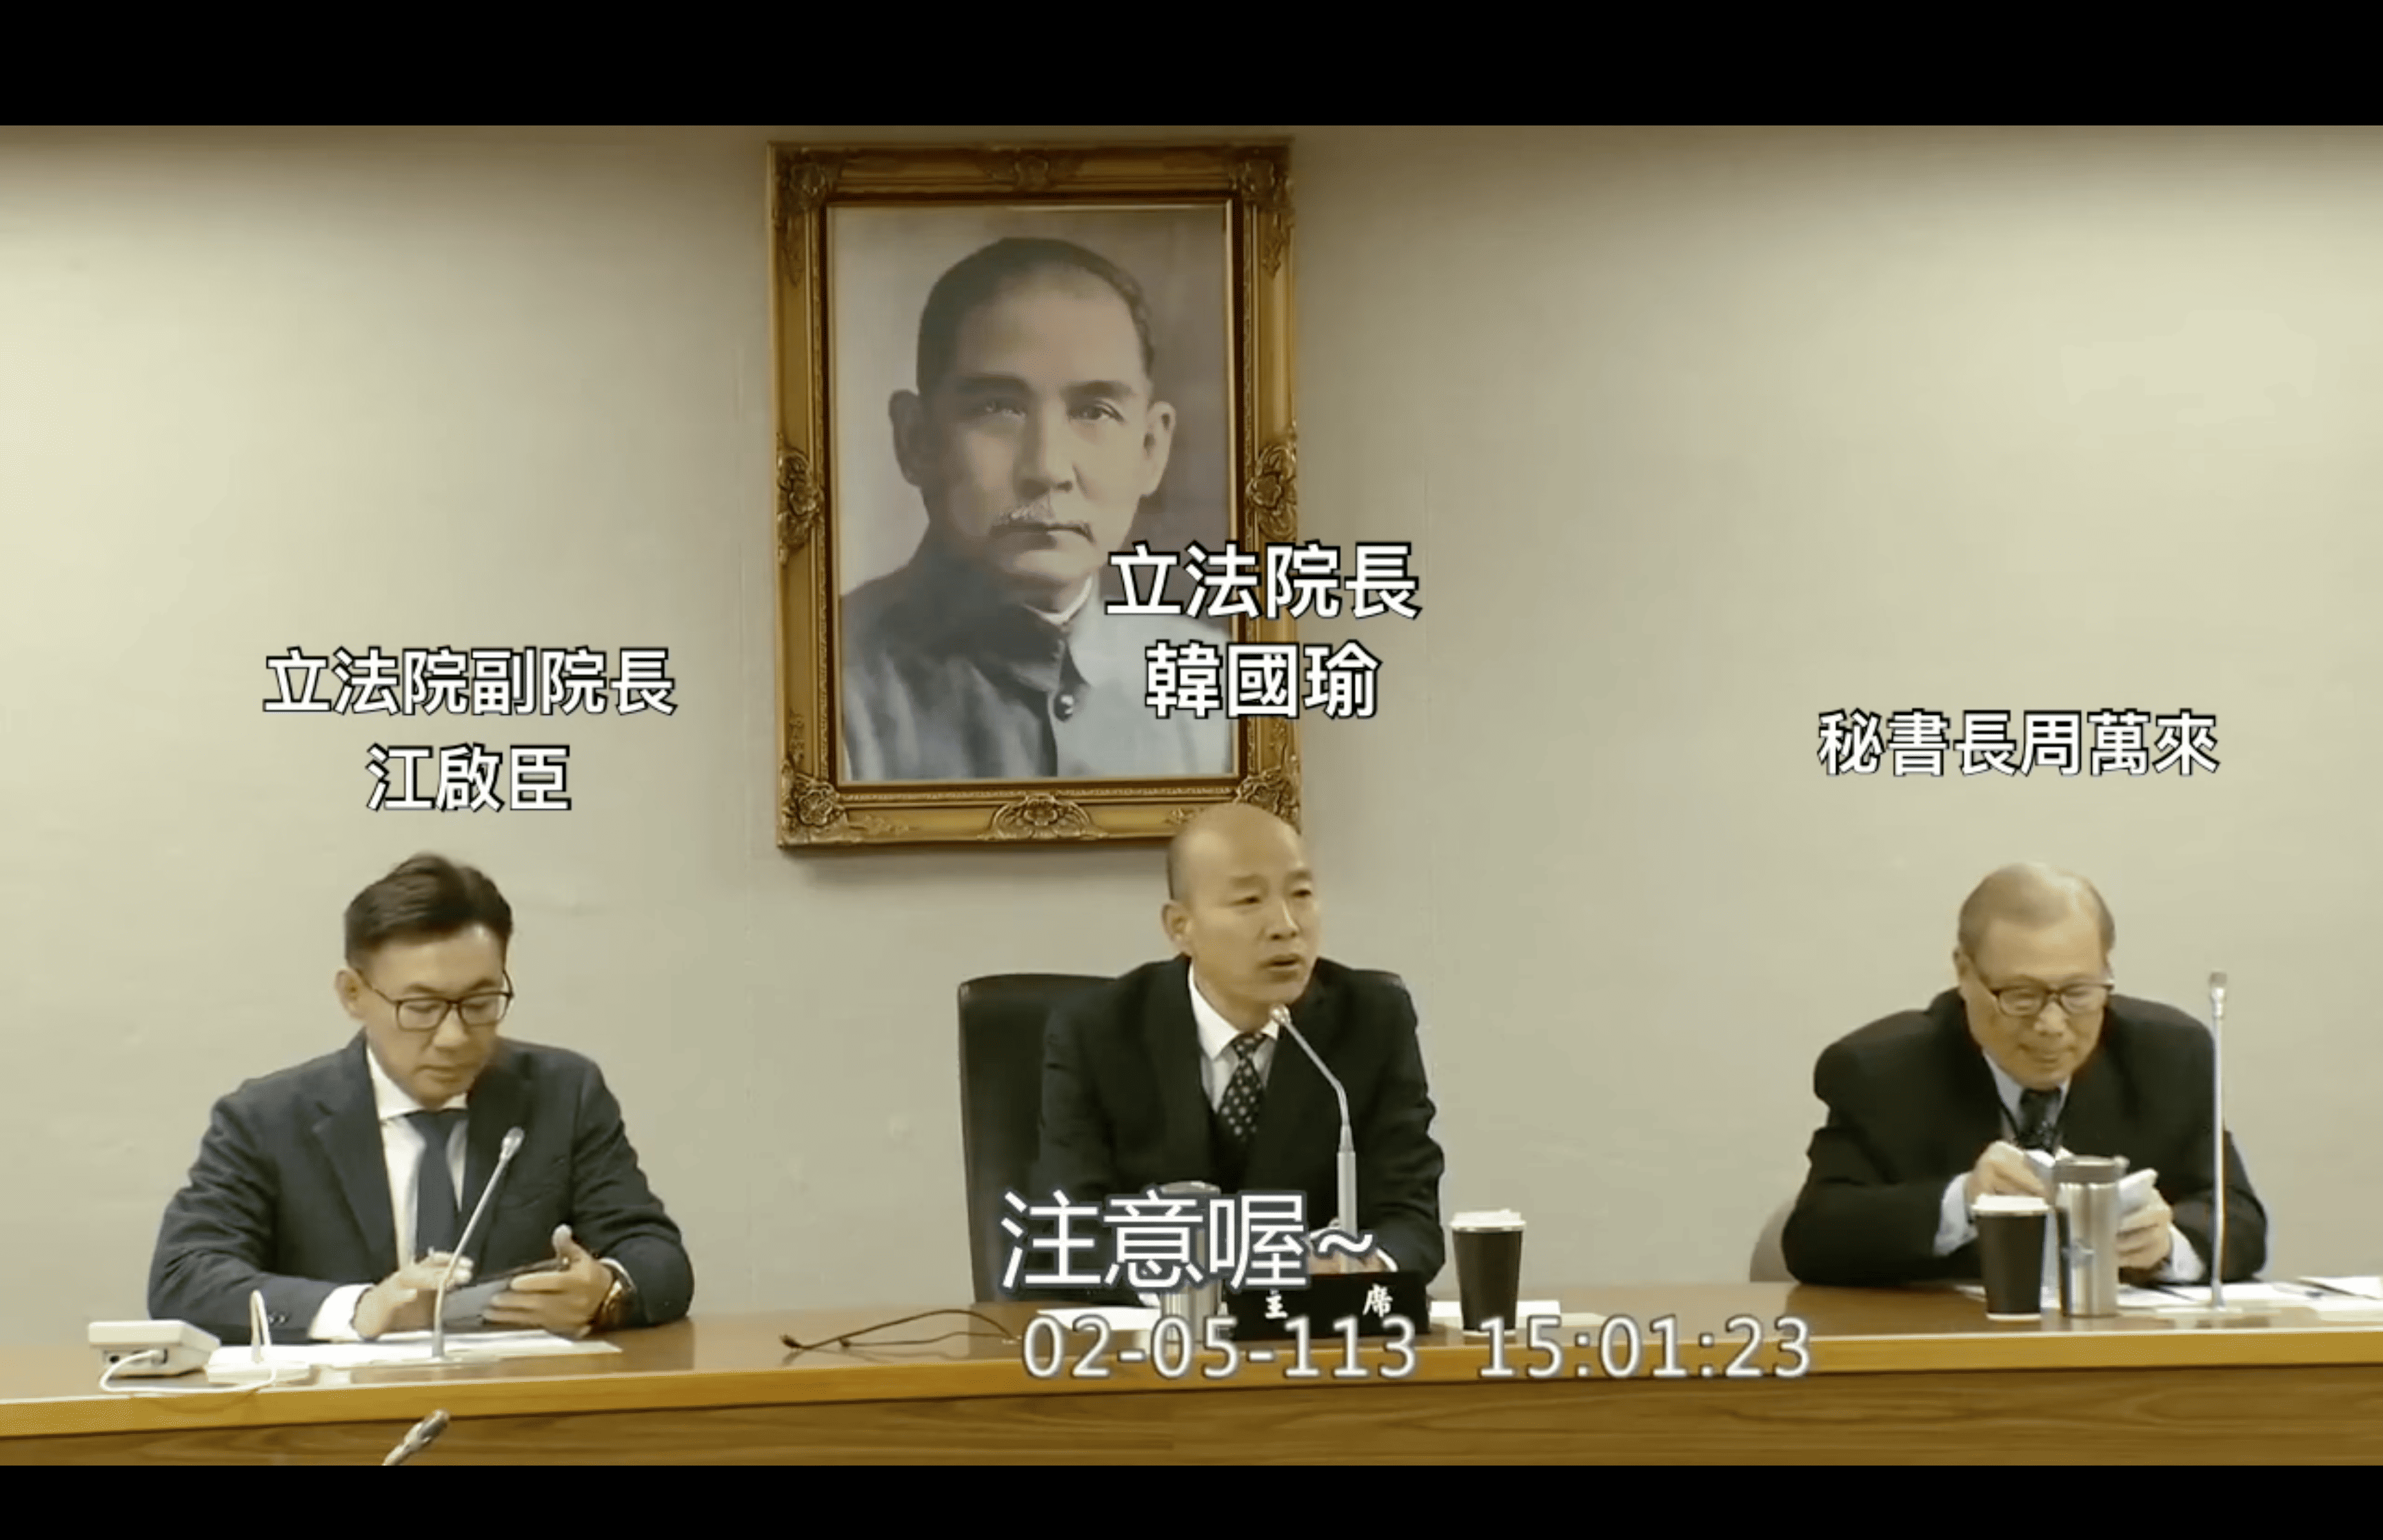 立法院長
韓國瑜
立法院副院長
江啟臣
秘書長周萬來
注意喔~
主 席
02-05-113 15:01:23